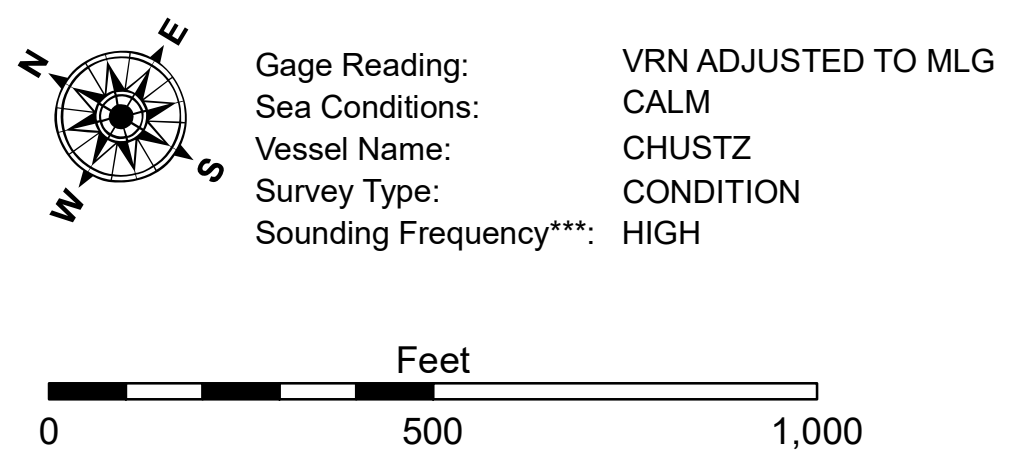 N
E
W
S
Gage Reading: VRN ADJUSTED TO MLG
Sea Conditions: CALM
Vessel Name: CHUSTZ
Survey Type: CONDITION
Sounding Frequency***: HIGH
Feet
0 500 1,000